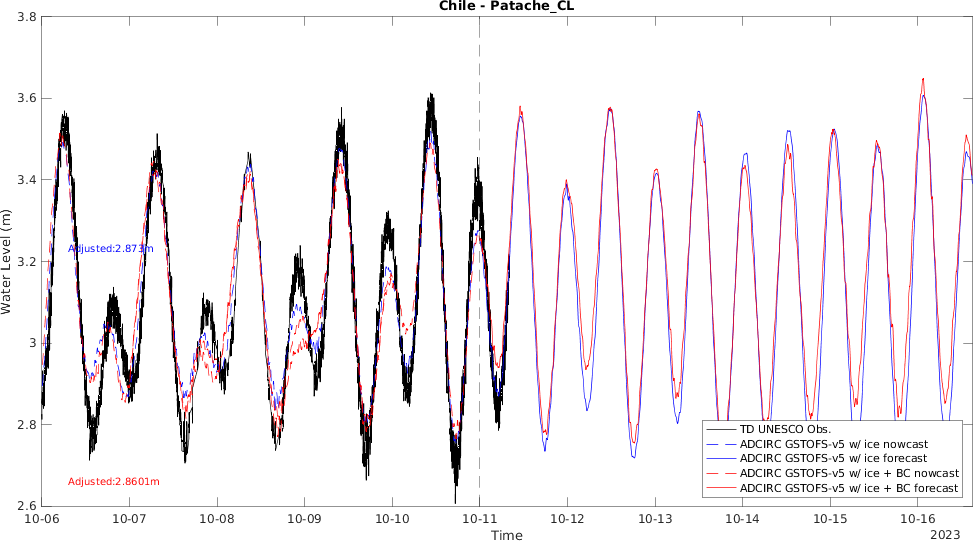 Chile - Patache_CL
3.8
3.6
3.4
3.2
3
2.8
2.6
Water Level (m)
Adjusted:2.873m
Adjusted:2.8601m
TD UNESCO Obs.
ADCIRC GSTOFS-v5 w/ ice nowcast
ADCIRC GSTOFS-v5 w/ ice forecast
ADCIRC GSTOFS-v5 w/ ice + BC nowcast
ADCIRC GSTOFS-v5 w/ ice + BC forecast
10-06 10-07 10-08 10-09 10-10 10-11 10-12 10-13 10-14 10-15 10-16
Time
2023